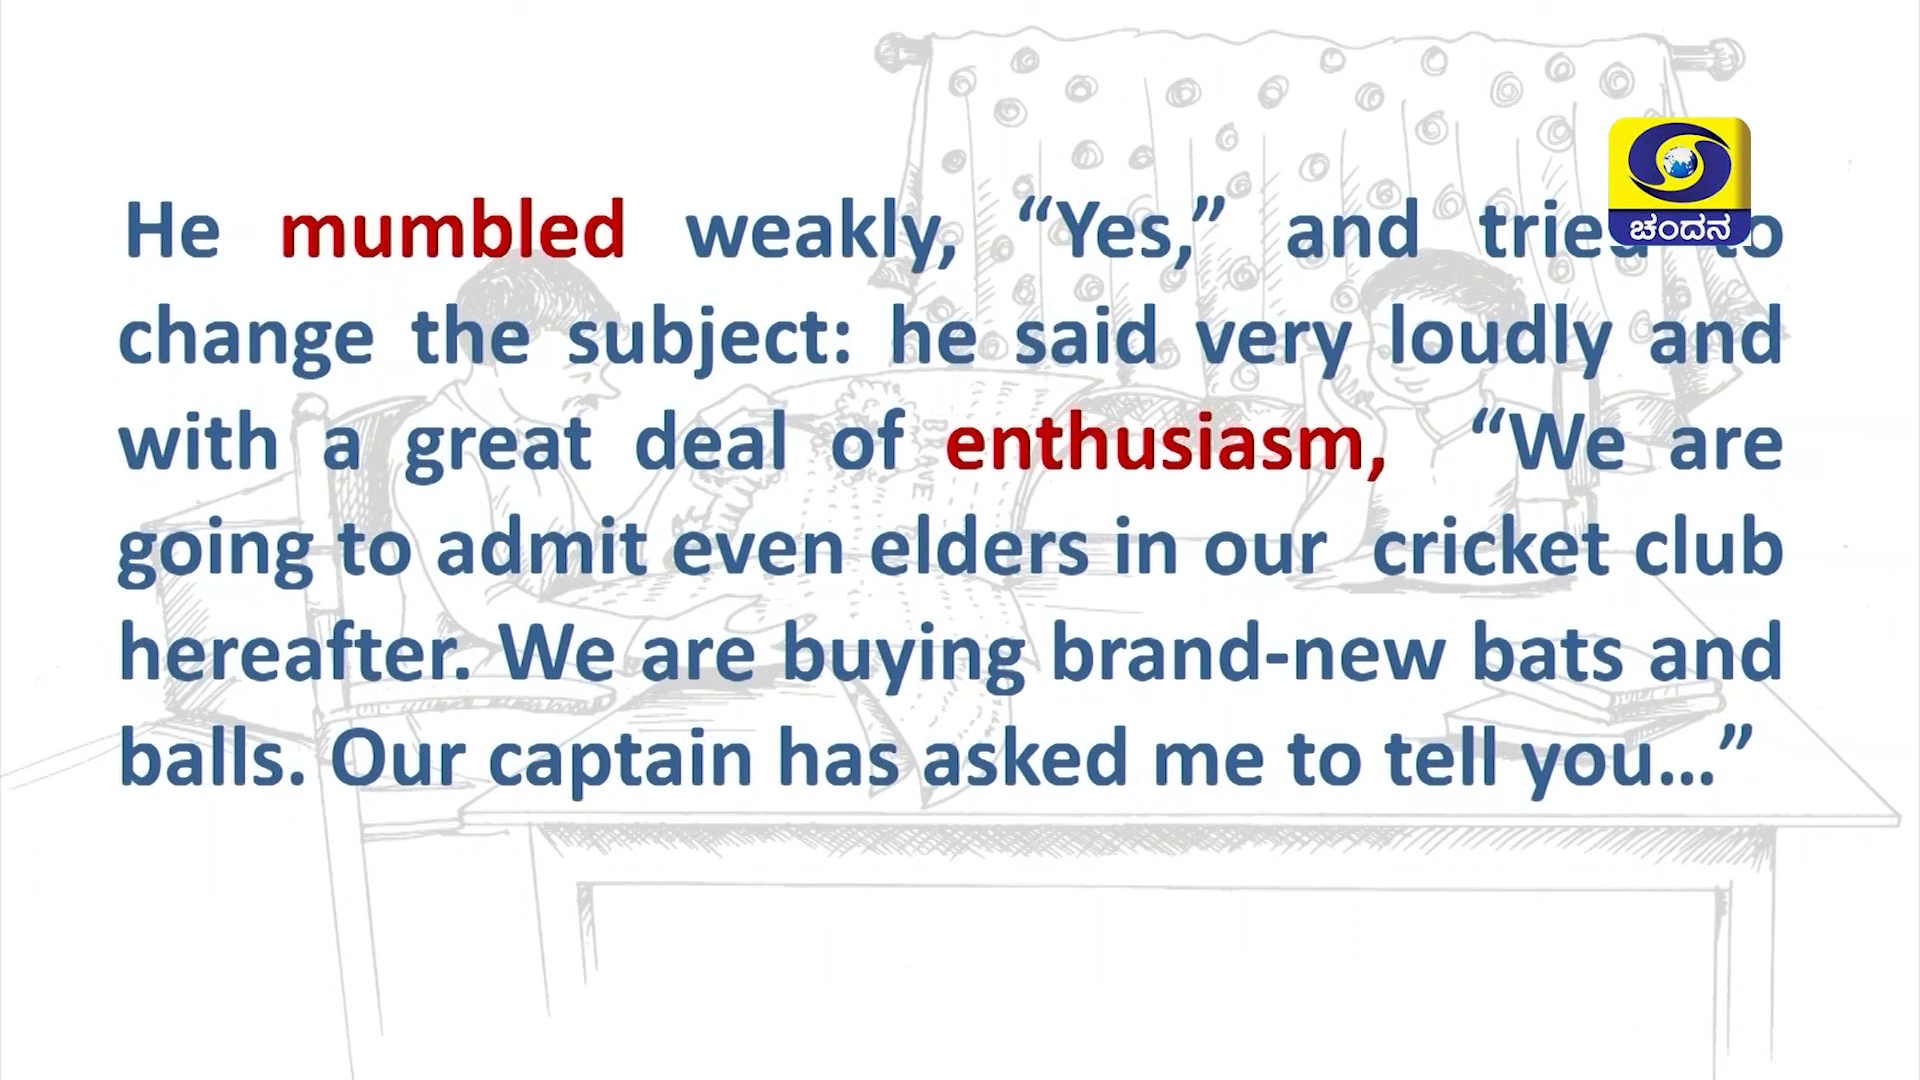 He mumbled weakly, “Yes,” and tried to
change the subject: he said very loudly and
with a great deal of enthusiasm, “We are
going to admit even elders in our cricket club
hereafter. We are buying brand-new bats and
balls. Our captain has asked me to tell you...”
ಚಂದನ